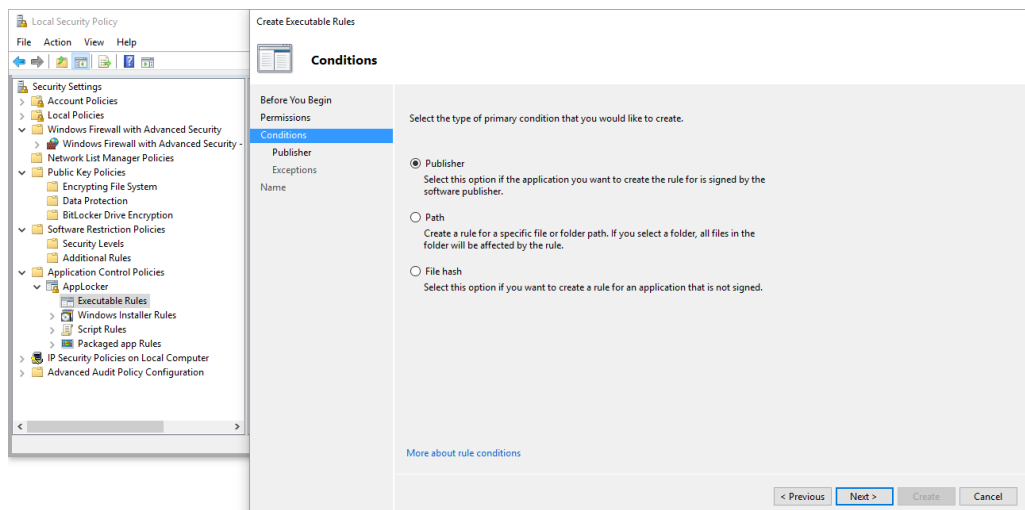 Local Security Policy
File Action View Help
Security Settings
Account Policies
Local Policies
Windows Firewall with Advanced Security
Windows Firewall with Advanced Security -
Network List Manager Policies
Public Key Policies
Encrypting File System
Data Protection
BitLocker Drive Encryption
Software Restriction Policies
Security Levels
Additional Rules
Application Control Policies
AppLocker
Executable Rules
Windows Installer Rules
Script Rules
Packaged app Rules
IP Security Policies on Local Computer
Advanced Audit Policy Configuration
Create Executable Rules
Conditions
Before You Begin
Permissions
Conditions
Publisher
Exceptions
Name
Select the type of primary condition that you would like to create.
Publisher
Select this option if the application you want to create the rule for is signed by the
software publisher.
Path
Create a rule for a specific file or folder path. If you select a folder, all files in the
folder will be affected by the rule.
File hash
Select this option if you want to create a rule for an application that is not signed.
More about rule conditions
< Previous
Next >
Create
Cancel